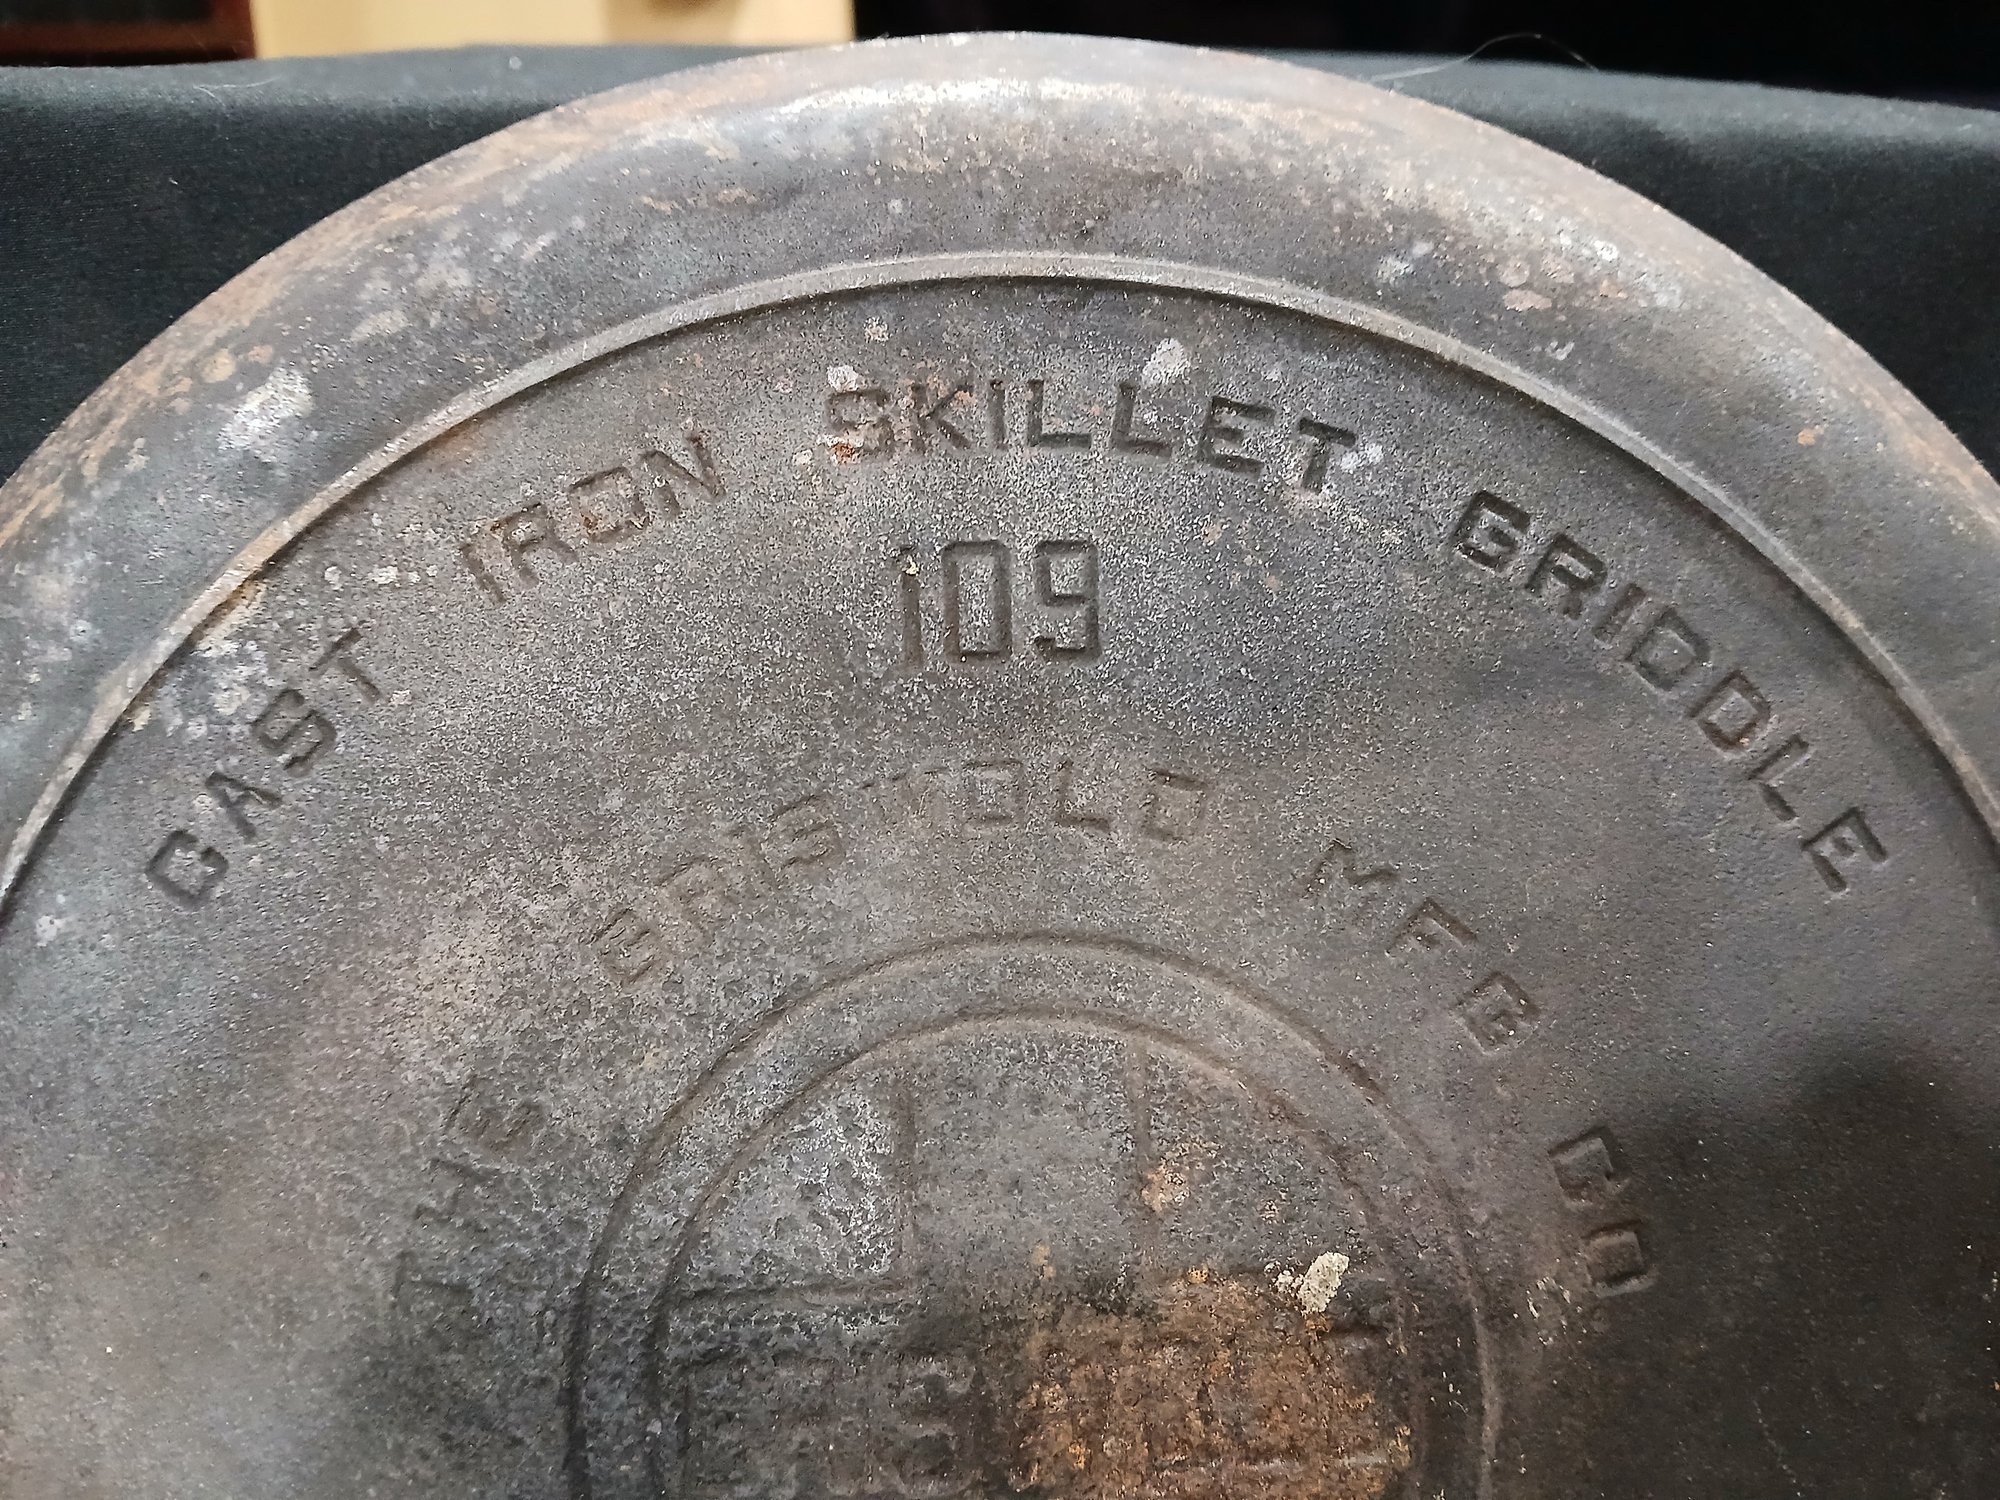 CAST IRON SKILLET GRIDDLE
109
THE GRISWOLD MFG CO